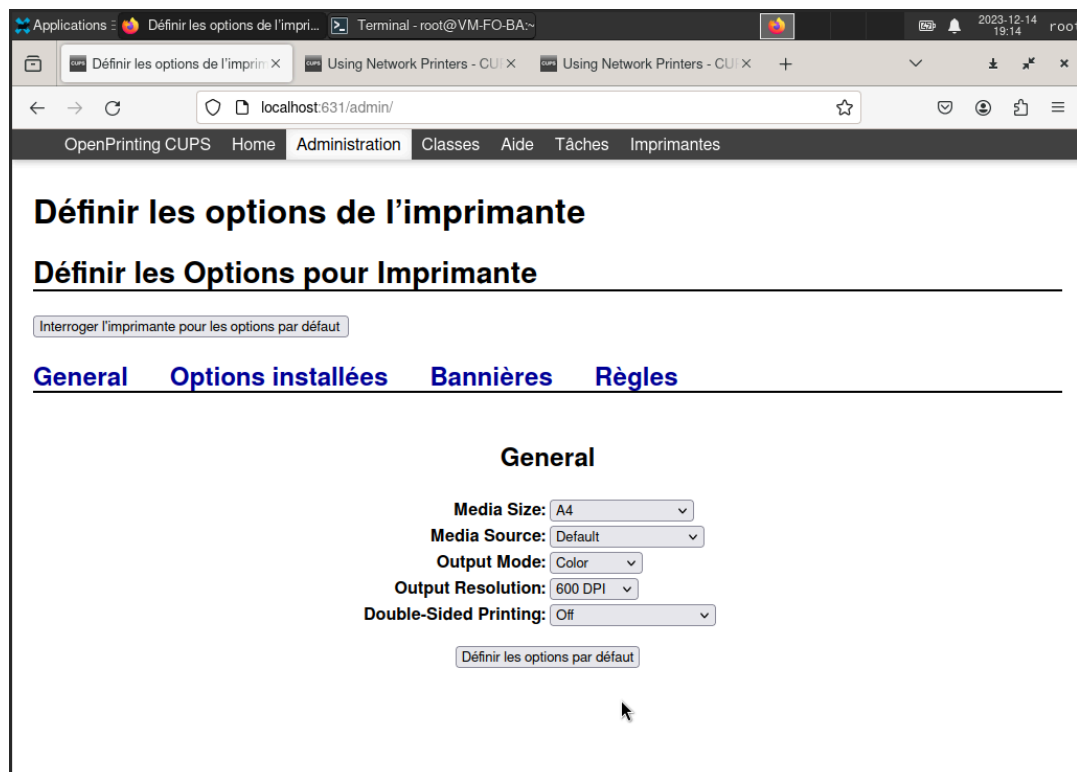 Applications Définir les options de l'impri... Terminal - root@VM-FO-BA:~ 2023-12-14 19:14 root
Définir les options de l'imprim Using Network Printers - CU Using Network Printers - CU
localhost:631/admin/
OpenPrinting CUPS Home Administration Classes Aide Tâches Imprimantes
Définir les options de l'imprimante
Définir les Options pour Imprimante
Interroger l'imprimante pour les options par défaut
General Options installées Bannières Règles
General
Media Size: A4
Media Source: Default
Output Mode: Color
Output Resolution: 600 DPI
Double-Sided Printing: Off
Définir les options par défaut